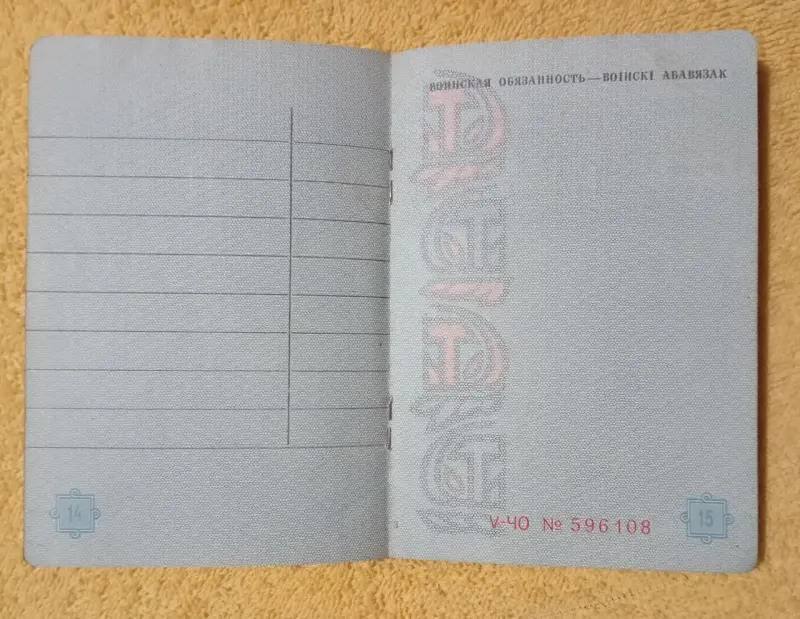 ВОИНСКАЯ ОБЯЗАННОСТЬ—ВОІНСКІ АБАВЯЗАК
14
V-ЧО № 596108
15